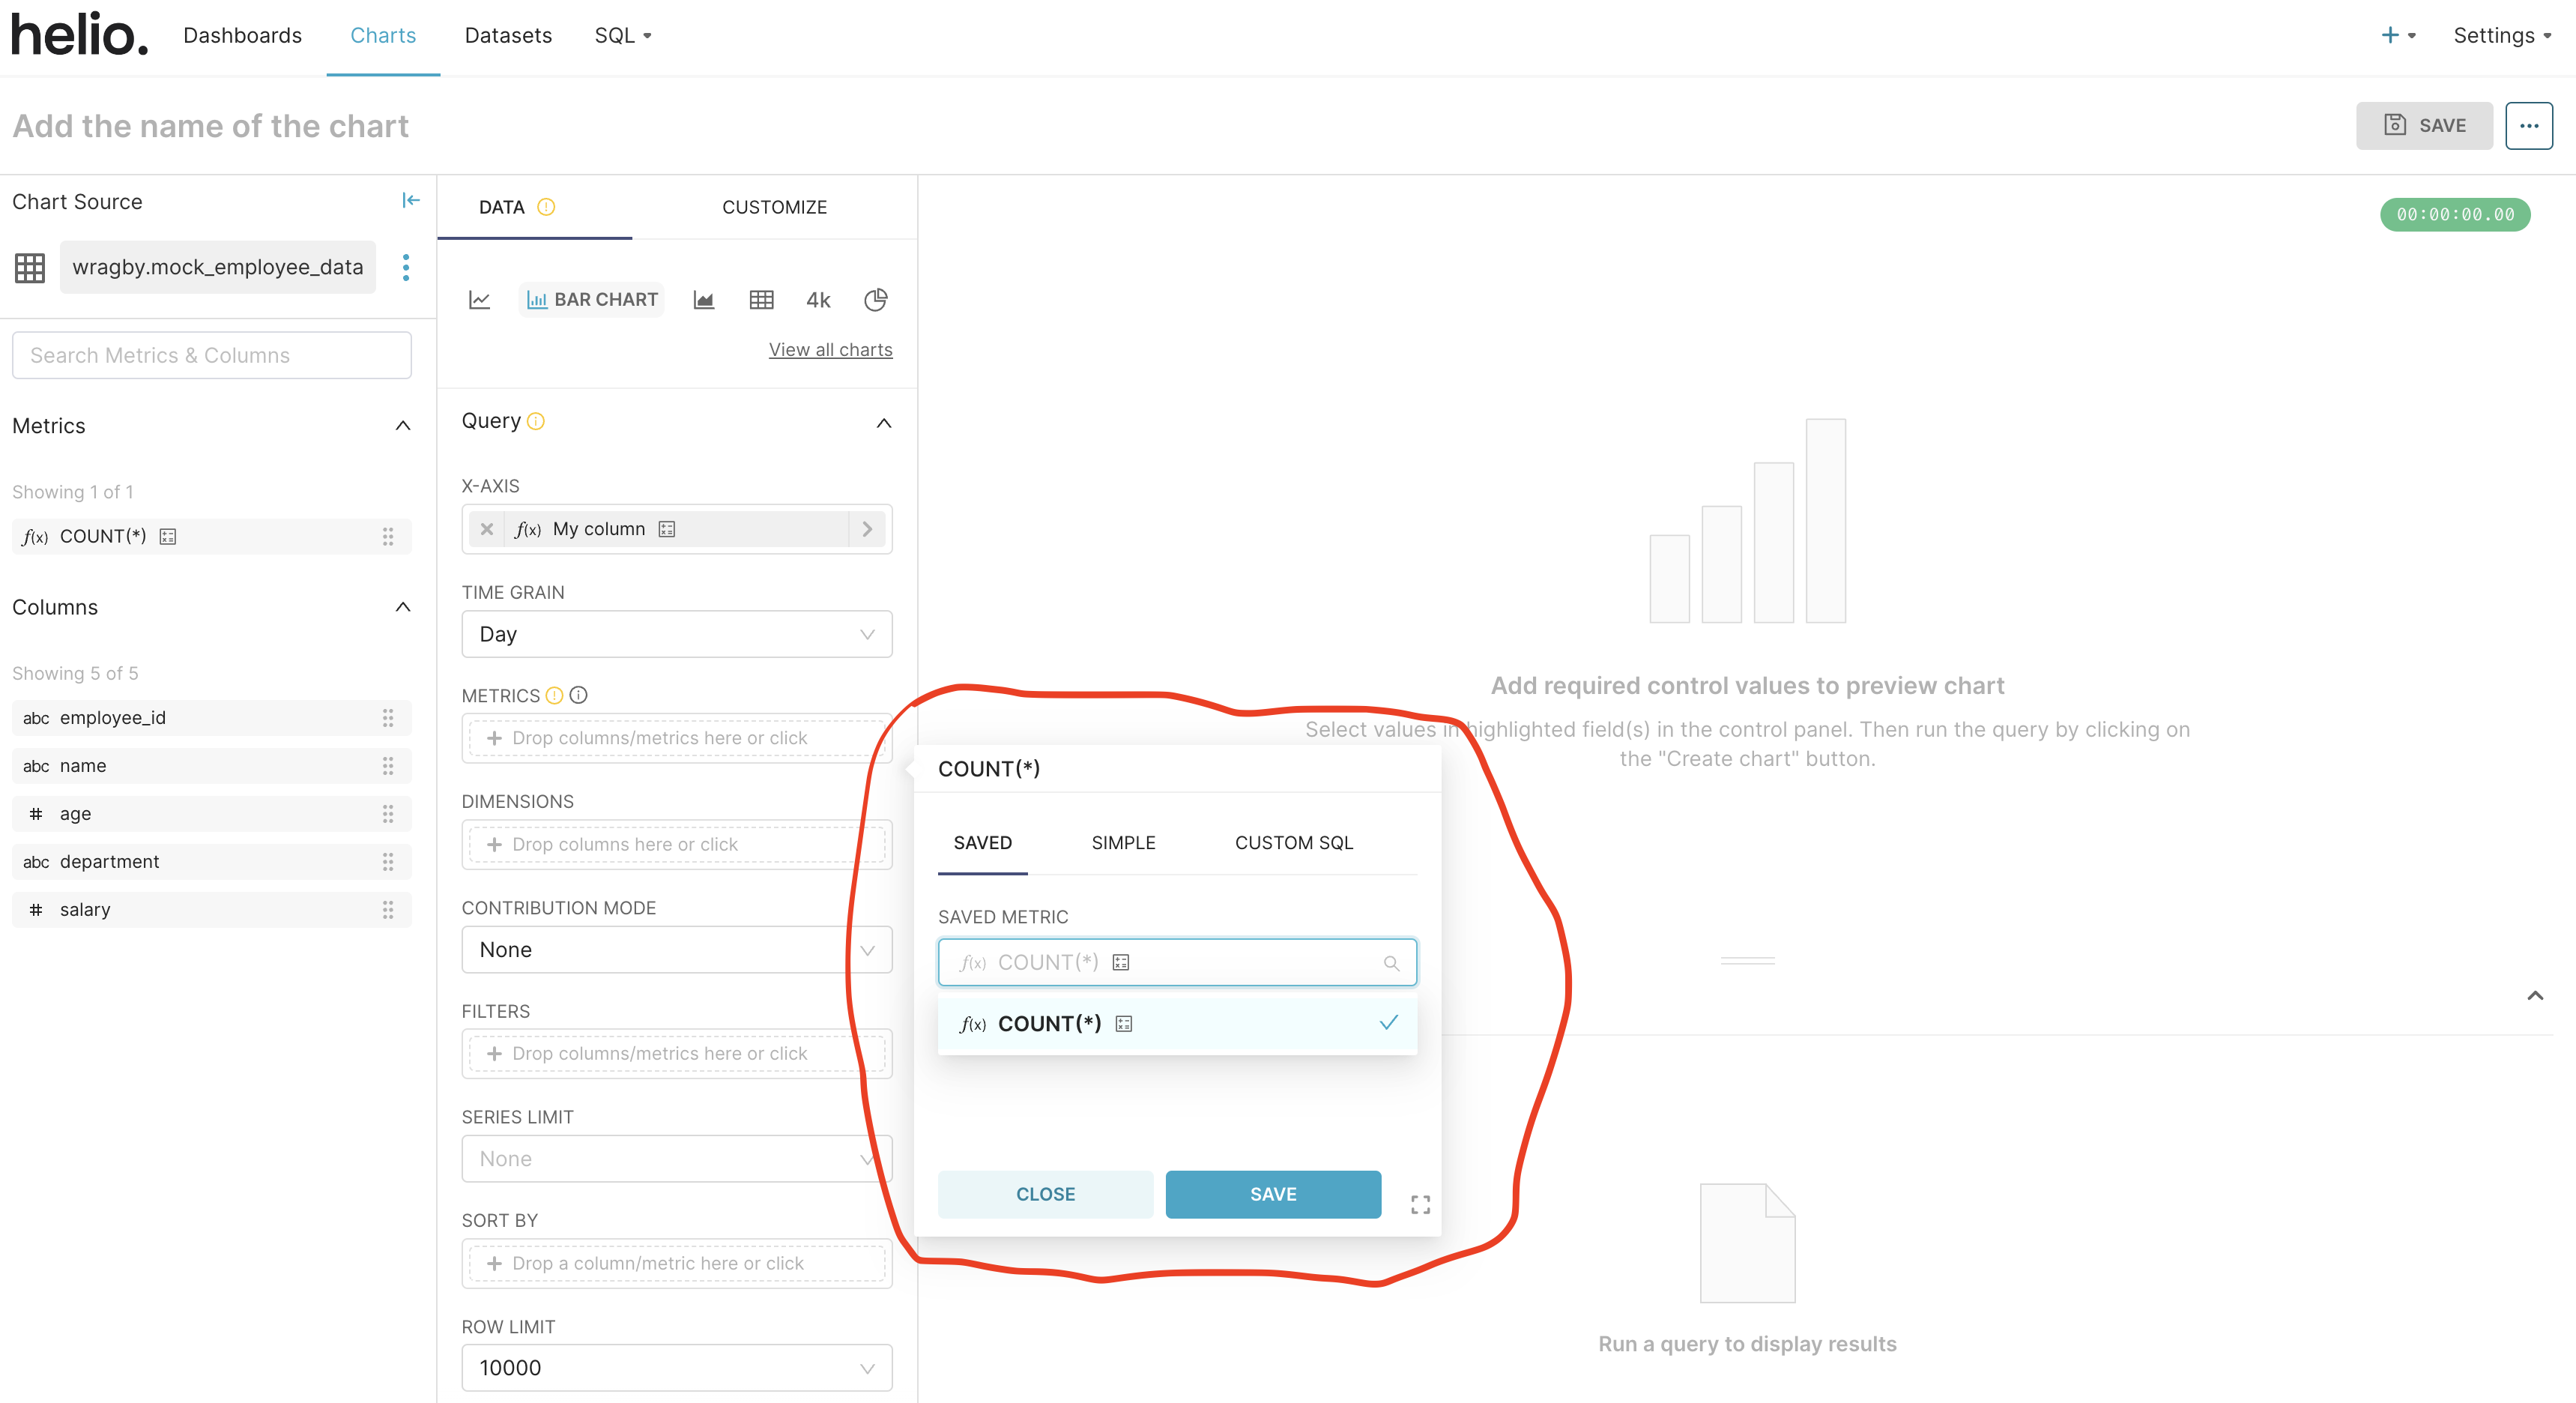 helio.
Dashboards
Charts
Datasets
SQL
Settings
Add the name of the chart
SAVE
Chart Source
wragby.mock_employee_data
Search Metrics & Columns
Metrics
Showing 1 of 1
f(x) COUNT(*)
Columns
Showing 5 of 5
abc employee_id
abc name
# age
abc department
# salary
DATA
CUSTOMIZE
BAR CHART
4k
View all charts
Query
X-AXIS
f(x) My column
TIME GRAIN
Day
METRICS
+ Drop columns/metrics here or click
DIMENSIONS
+ Drop columns here or click
CONTRIBUTION MODE
None
FILTERS
+ Drop columns/metrics here or click
SERIES LIMIT
None
SORT BY
+ Drop a column/metric here or click
ROW LIMIT
10000
00:00:00.00
Add required control values to preview chart
Select values in highlighted field(s) in the control panel. Then run the query by clicking on
the "Create chart" button.
COUNT(*)
SAVED
SIMPLE
CUSTOM SQL
SAVED METRIC
f(x) COUNT(*)
f(x) COUNT(*)
CLOSE
SAVE
Run a query to display results